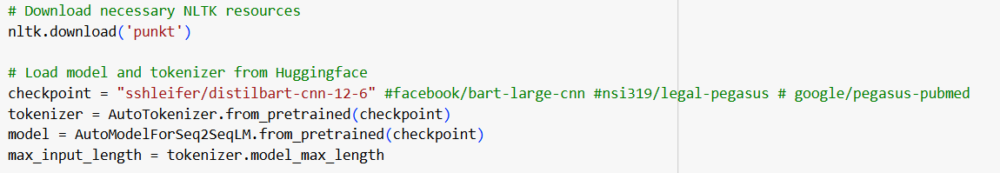 # Download necessary NLTK resources
nltk.download('punkt')
# Load model and tokenizer from Huggingface
checkpoint = "sshleifer/distilbart-cnn-12-6" #facebook/bart-large-cnn #nsi319/legal-pegasus # google/pegasus-pubmed
tokenizer = AutoTokenizer.from_pretrained(checkpoint)
model = AutoModelForSeq2SeqLM.from_pretrained(checkpoint)
max_input_length = tokenizer.model_max_length